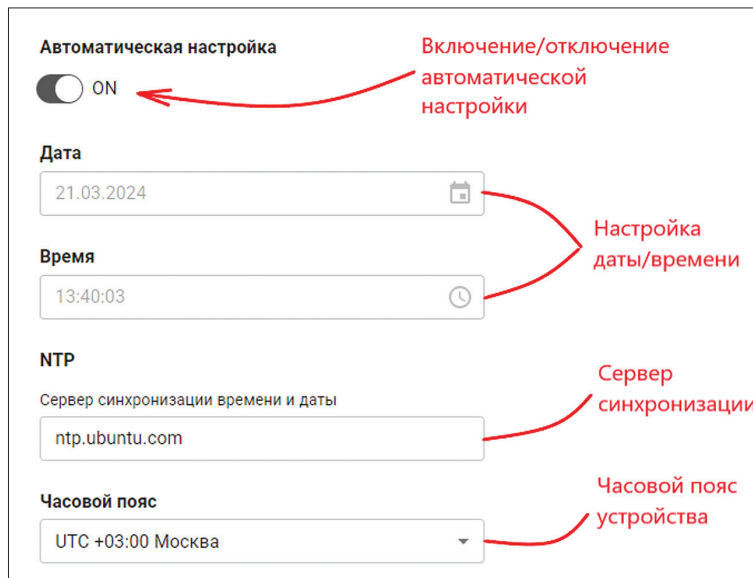 Автоматическая настройка
ON
Включение/отключение
автоматической
настройки
Дата
21.03.2024
Время
13:40:03
Настройка
даты/времени
NTP
Сервер синхронизации времени и даты
ntp.ubuntu.com
Сервер
синхронизации
Часовой пояс
UTC +03:00 Москва
Часовой пояс
устройства